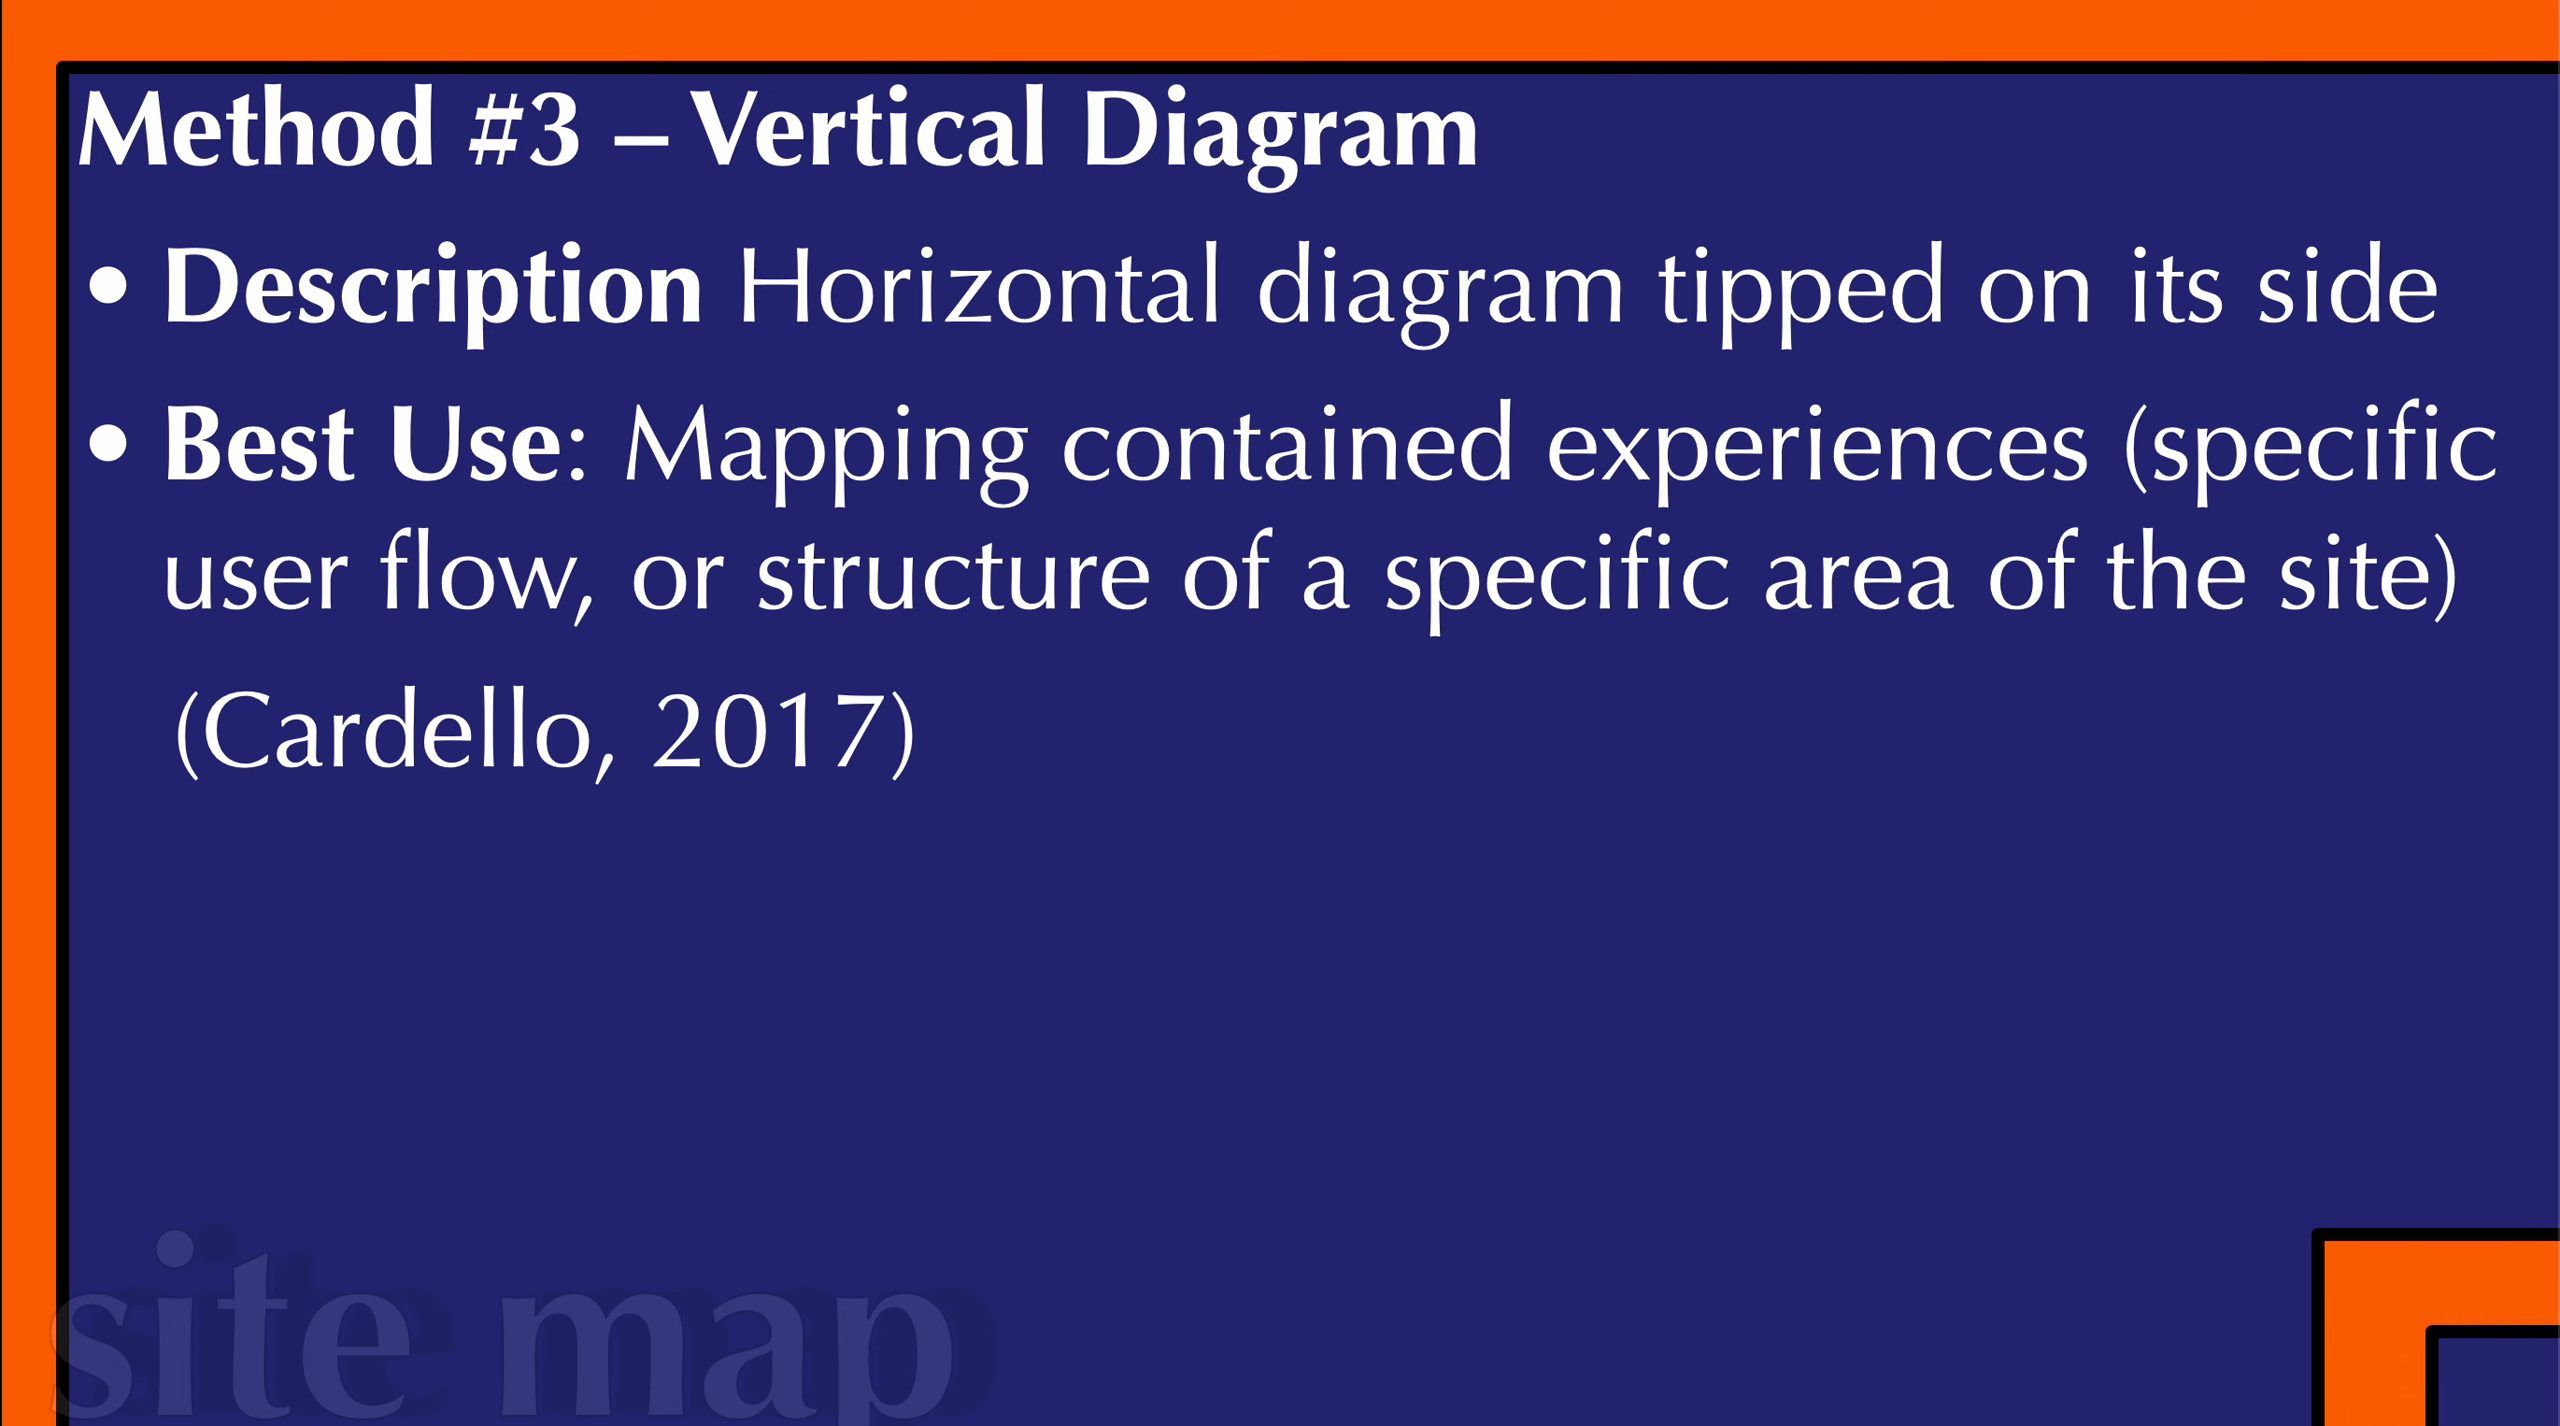 Method #3 – Vertical Diagram
• Description Horizontal diagram tipped on its side
• Best Use: Mapping contained experiences (specific
user flow, or structure of a specific area of the site)
(Cardello, 2017)
site map